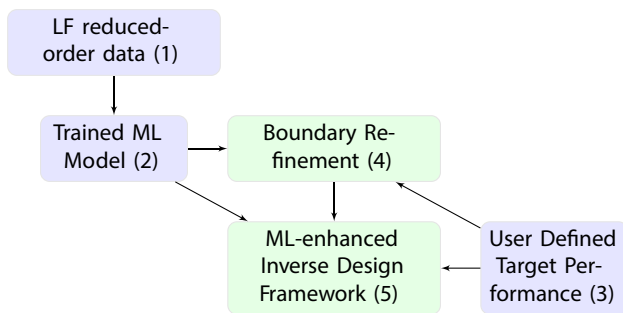 LF reduced-
order data (1)
Trained ML
Model (2)
Boundary Re-
finement (4)
ML-enhanced
Inverse Design
Framework (5)
User Defined
Target Per-
formance (3)